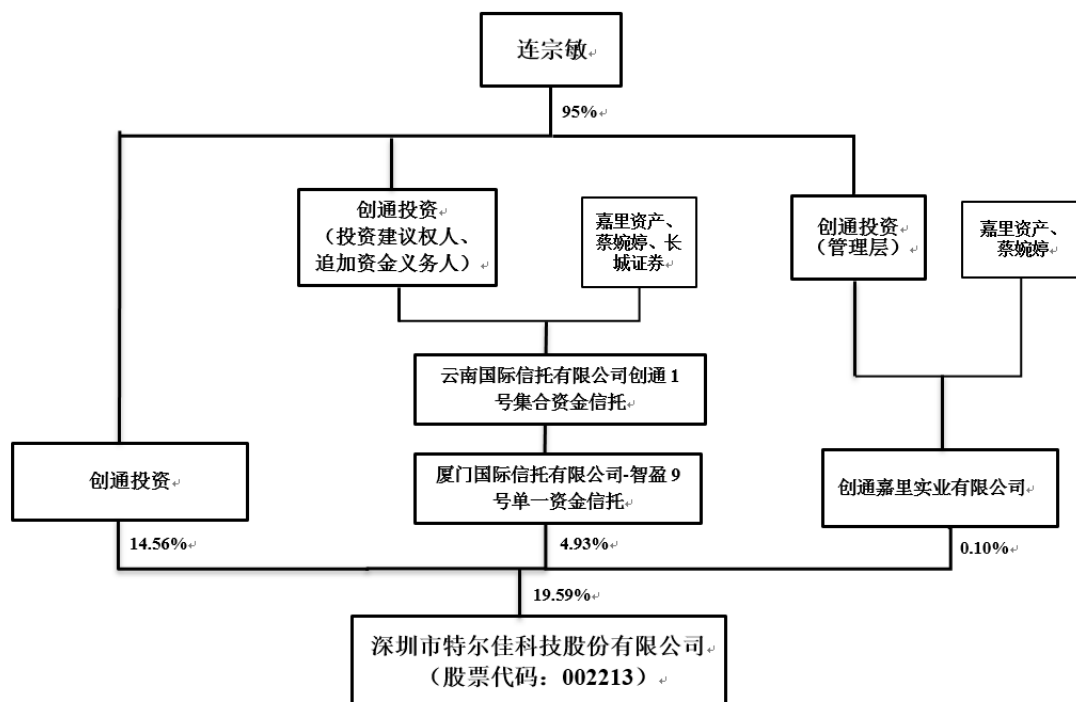 连宗敏
95%
创通投资
（投资建议权人、
追加资金义务人）
嘉里资产、
蔡婉婷、长
城证券
创通投资
（管理层）
嘉里资产、
蔡婉婷
云南国际信托有限公司创通 1
号集合资金信托
创通投资
厦门国际信托有限公司-智盈 9
号单一资金信托
创通嘉里实业有限公司
14.56%
4.93%
0.10%
19.59%
深圳市特尔佳科技股份有限公司
（股票代码：002213）